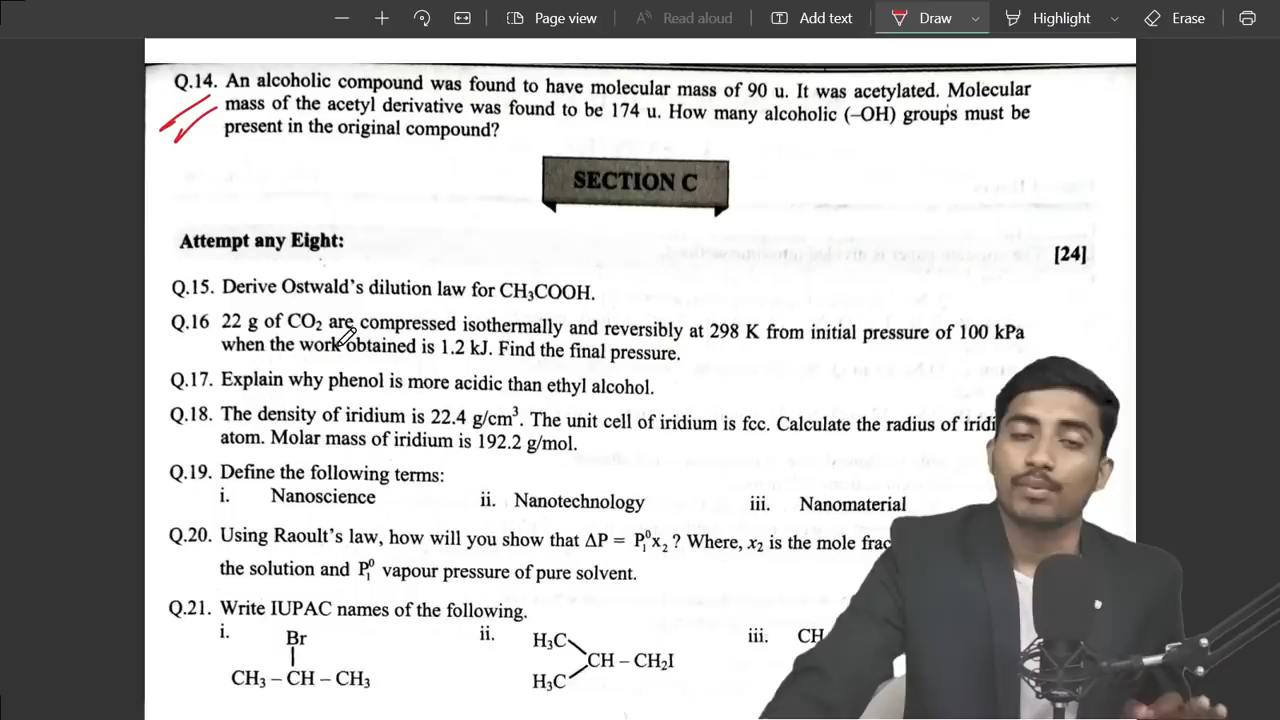 Page view
Read aloud
Add text
Draw
Highlight
Erase
Q.14. An alcoholic compound was found to have molecular mass of 90 u. It was acetylated. Molecular
mass of the acetyl derivative was found to be 174 u. How many alcoholic (–OH) groups must be
present in the original compound?
SECTION C
Attempt any Eight:
[24]
Q.15. Derive Ostwald's dilution law for CH₃COOH.
Q.16 22 g of CO₂ are compressed isothermally and reversibly at 298 K from initial pressure of 100 kPa
when the work obtained is 1.2 kJ. Find the final pressure.
Q.17. Explain why phenol is more acidic than ethyl alcohol.
Q.18. The density of iridium is 22.4 g/cm³. The unit cell of iridium is fcc. Calculate the radius of
atom. Molar mass of iridium is 192.2 g/mol.
Q.19. Define the following terms:
i. Nanoscience ii. Nanotechnology iii. Nanomaterial
Q.20. Using Raoult's law, how will you show that ΔP = P₁⁰x₂ ? Where, x₂ is the mole
the solution and P₁⁰ vapour pressure of pure solvent.
Q.21. Write IUPAC names of the following.
i. ii. iii. CH
Br
H₃C
CH₃ – CH – CH₃
CH – CH₂I
H₃C